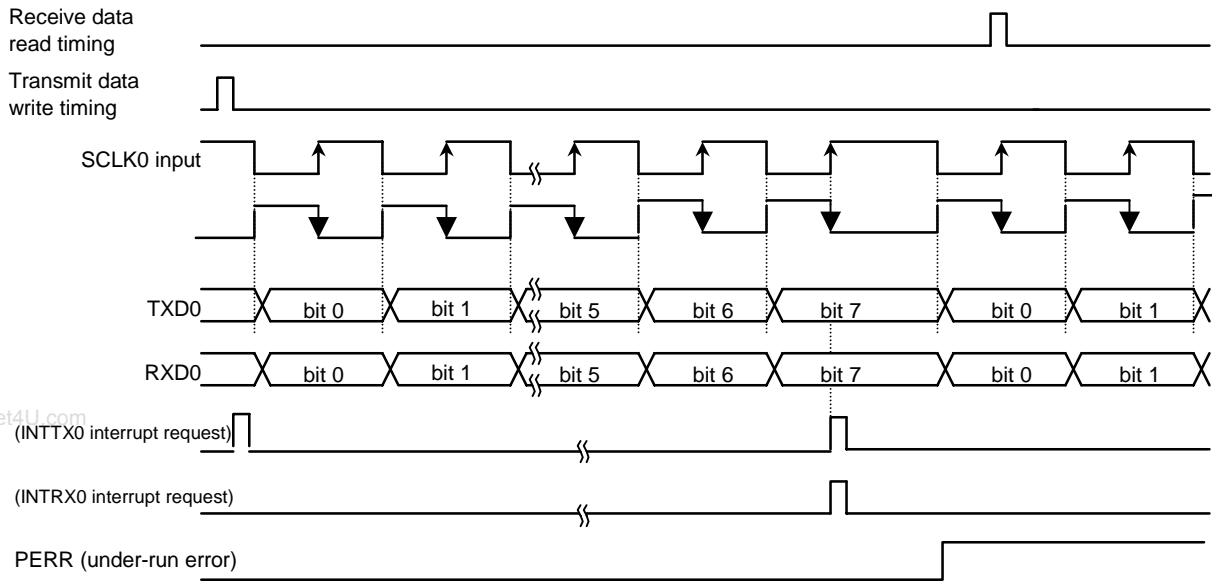 Receive data
read timing
Transmit data
write timing
SCLK0 input
TXD0 bit 0 bit 1 bit 5 bit 6 bit 7 bit 0 bit 1
RXD0 bit 0 bit 1 bit 5 bit 6 bit 7 bit 0 bit 1
et4U.com
(INTTX0 interrupt request)
(INTRX0 interrupt request)
PERR (under-run error)